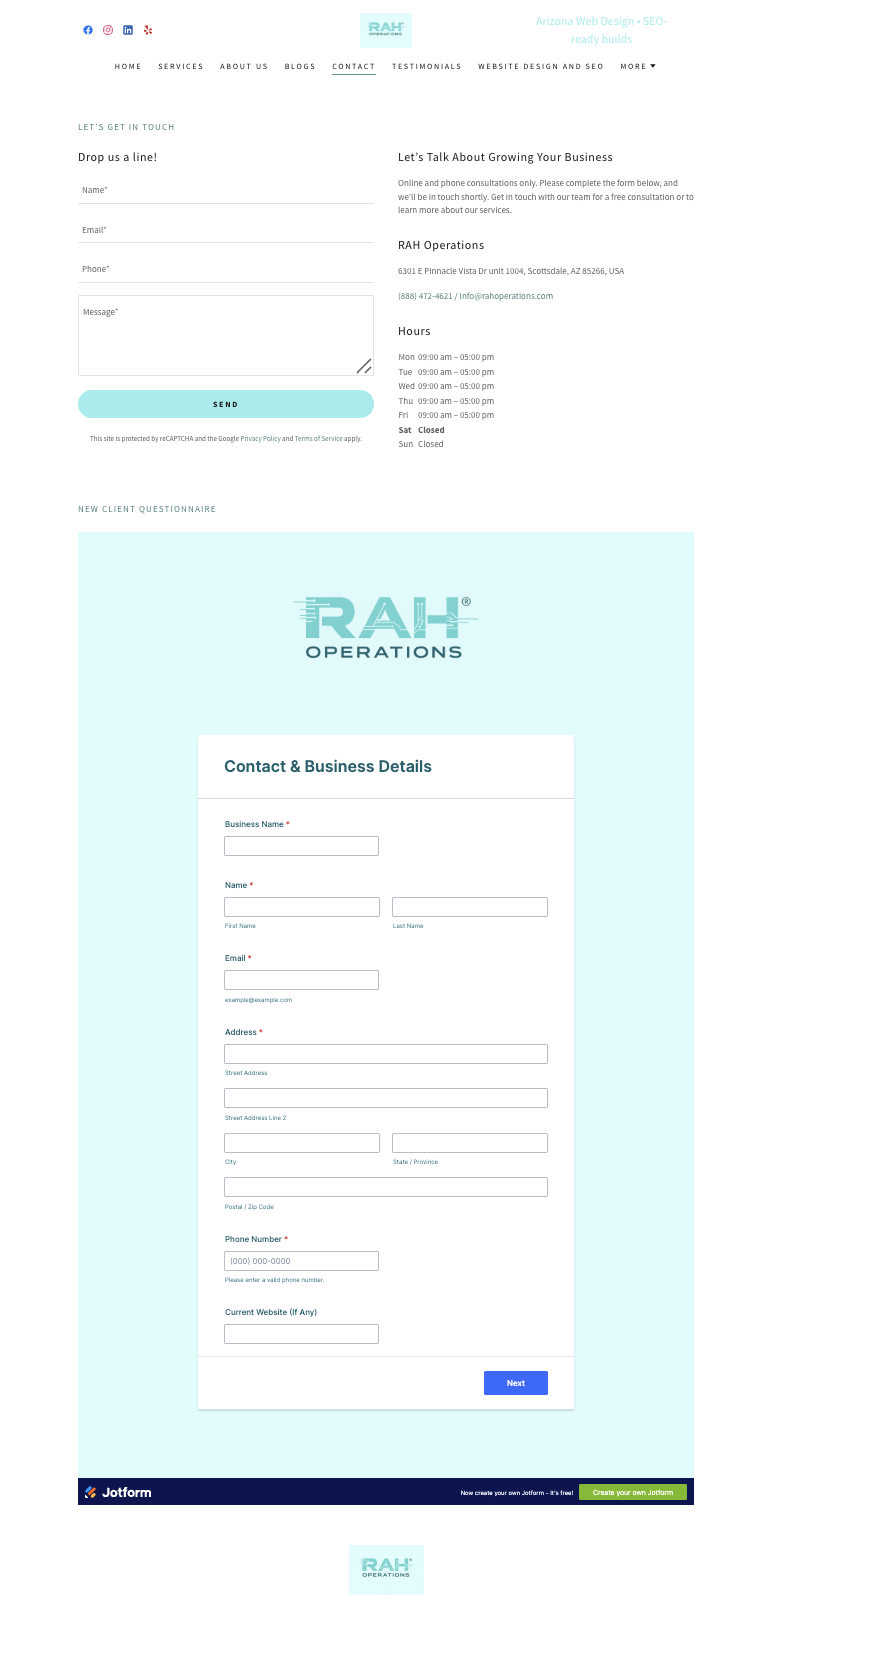 RAH
OPERATIONS
Arizona Web Design • SEO-
ready builds
HOME SERVICES ABOUT US BLOGS CONTACT TESTIMONIALS WEBSITE DESIGN AND SEO MORE
LET'S GET IN TOUCH
Drop us a line!
Name*
Email*
Phone*
Message*
SEND
This site is protected by reCAPTCHA and the Google Privacy Policy and Terms of Service apply.
Let's Talk About Growing Your Business
Online and phone consultations only. Please complete the form below, and
we'll be in touch shortly. Get in touch with our team for a free consultation or to
learn more about our services.
RAH Operations
6301 E Pinnacle Vista Dr unit 1004, Scottsdale, AZ 85266, USA
(888) 472-4621 / info@rahoperations.com
Hours
Mon 09:00 am – 05:00 pm
Tue 09:00 am – 05:00 pm
Wed 09:00 am – 05:00 pm
Thu 09:00 am – 05:00 pm
Fri 09:00 am – 05:00 pm
Sat Closed
Sun Closed
NEW CLIENT QUESTIONNAIRE
RAH®
OPERATIONS
Contact & Business Details
Business Name *
Name *
First Name Last Name
Email *
example@example.com
Address *
Street Address
Street Address Line 2
City State / Province
Postal / Zip Code
Phone Number *
(000) 000-0000
Please enter a valid phone number.
Current Website (If Any)
Next
Jotform Now create your own Jotform - It's free! Create your own Jotform
RAH
OPERATIONS